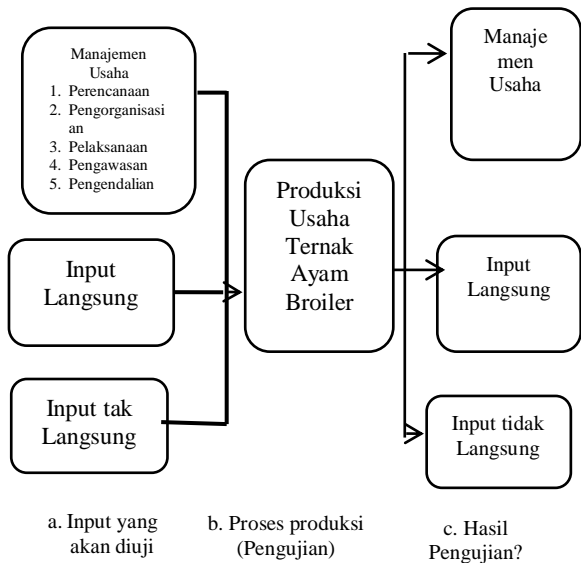 Manajemen
Usaha
1. Perencanaan
2. Pengorganisasi
an
3. Pelaksanaan
4. Pengawasan
5. Pengendalian
Input
Langsung
Input tak
Langsung
Produksi
Usaha
Ternak
Ayam
Broiler
Manaje
men
Usaha
Input
Langsung
Input tidak
Langsung
a. Input yang
akan diuji
b. Proses produksi
(Pengujian)
c. Hasil
Pengujian?